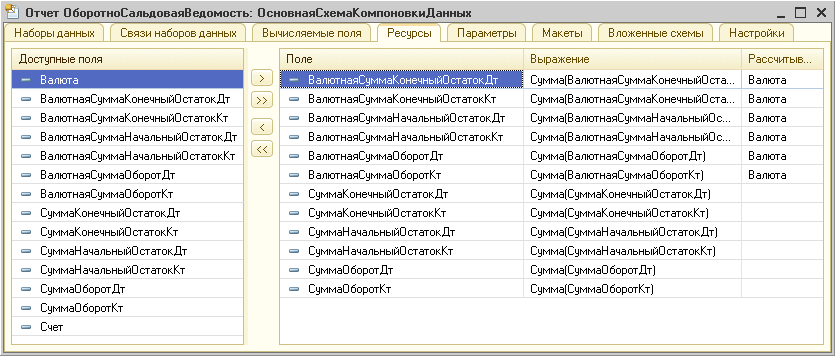 Отчет ОборотноСальдоваяВедомость: ОсновнаяСхемаКомпоновкиДанных
Наборы данных Связи наборов данных Вычисляемые поля Ресурсы Параметры Макеты Вложенные схемы Настройки
Доступные поля
Валюта
ВалютнаяСуммаКонечныйОстатокДт
ВалютнаяСуммаКонечныйОстатокКт
ВалютнаяСуммаНачальныйОстатокДт
ВалютнаяСуммаНачальныйОстатокКт
ВалютнаяСуммаОборотДт
ВалютнаяСуммаОборотКт
СуммаКонечныйОстатокДт
СуммаКонечныйОстатокКт
СуммаНачальныйОстатокДт
СуммаНачальныйОстатокКт
СуммаОборотДт
СуммаОборотКт
Счет
>
>>
<
<<
Поле Выражение Рассчитыв...
ВалютнаяСуммаКонечныйОстатокДт Сумма(ВалютнаяСуммаКонечныйОста... Валюта
ВалютнаяСуммаКонечныйОстатокКт Сумма(ВалютнаяСуммаКонечныйОста... Валюта
ВалютнаяСуммаНачальныйОстатокДт Сумма(ВалютнаяСуммаНачальныйОс... Валюта
ВалютнаяСуммаНачальныйОстатокКт Сумма(ВалютнаяСуммаНачальныйОс... Валюта
ВалютнаяСуммаОборотДт Сумма(ВалютнаяСуммаОборотДт) Валюта
ВалютнаяСуммаОборотКт Сумма(ВалютнаяСуммаОборотКт) Валюта
СуммаКонечныйОстатокДт Сумма(СуммаКонечныйОстатокДт)
СуммаКонечныйОстатокКт Сумма(СуммаКонечныйОстатокКт)
СуммаНачальныйОстатокДт Сумма(СуммаНачальныйОстатокДт)
СуммаНачальныйОстатокКт Сумма(СуммаНачальныйОстатокКт)
СуммаОборотДт Сумма(СуммаОборотДт)
СуммаОборотКт Сумма(СуммаОборотКт)